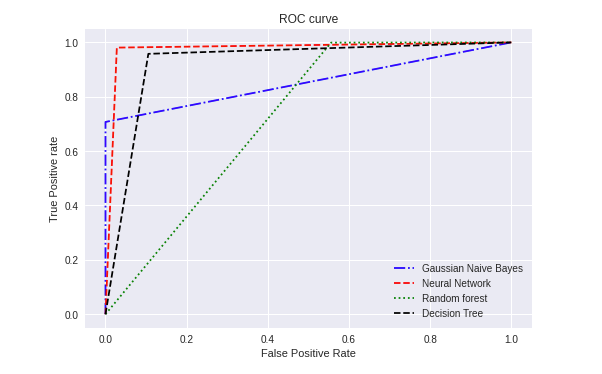 ROC curve
1.0
0.8
0.6
0.4
0.2
0.0
True Positive rate
Gaussian Naive Bayes
Neural Network
Random forest
Decision Tree
0.0 0.2 0.4 0.6 0.8 1.0
False Positive Rate